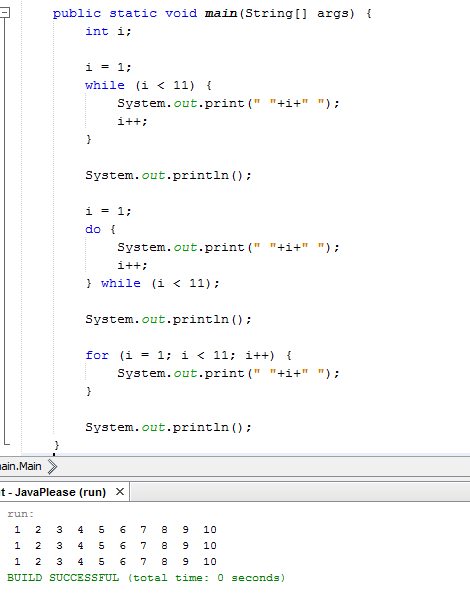 public static void main(String[] args) {
int i;
i = 1;
while (i < 11) {
System.out.print(" "+i+" ");
i++;
}
System.out.println();
i = 1;
do {
System.out.print(" "+i+" ");
i++;
} while (i < 11);
System.out.println();
for (i = 1; i < 11; i++) {
System.out.print(" "+i+" ");
}
System.out.println();
}
ain.Main
t - JavaPlease (run)
run:
1 2 3 4 5 6 7 8 9 10
1 2 3 4 5 6 7 8 9 10
1 2 3 4 5 6 7 8 9 10
BUILD SUCCESSFUL (total time: 0 seconds)